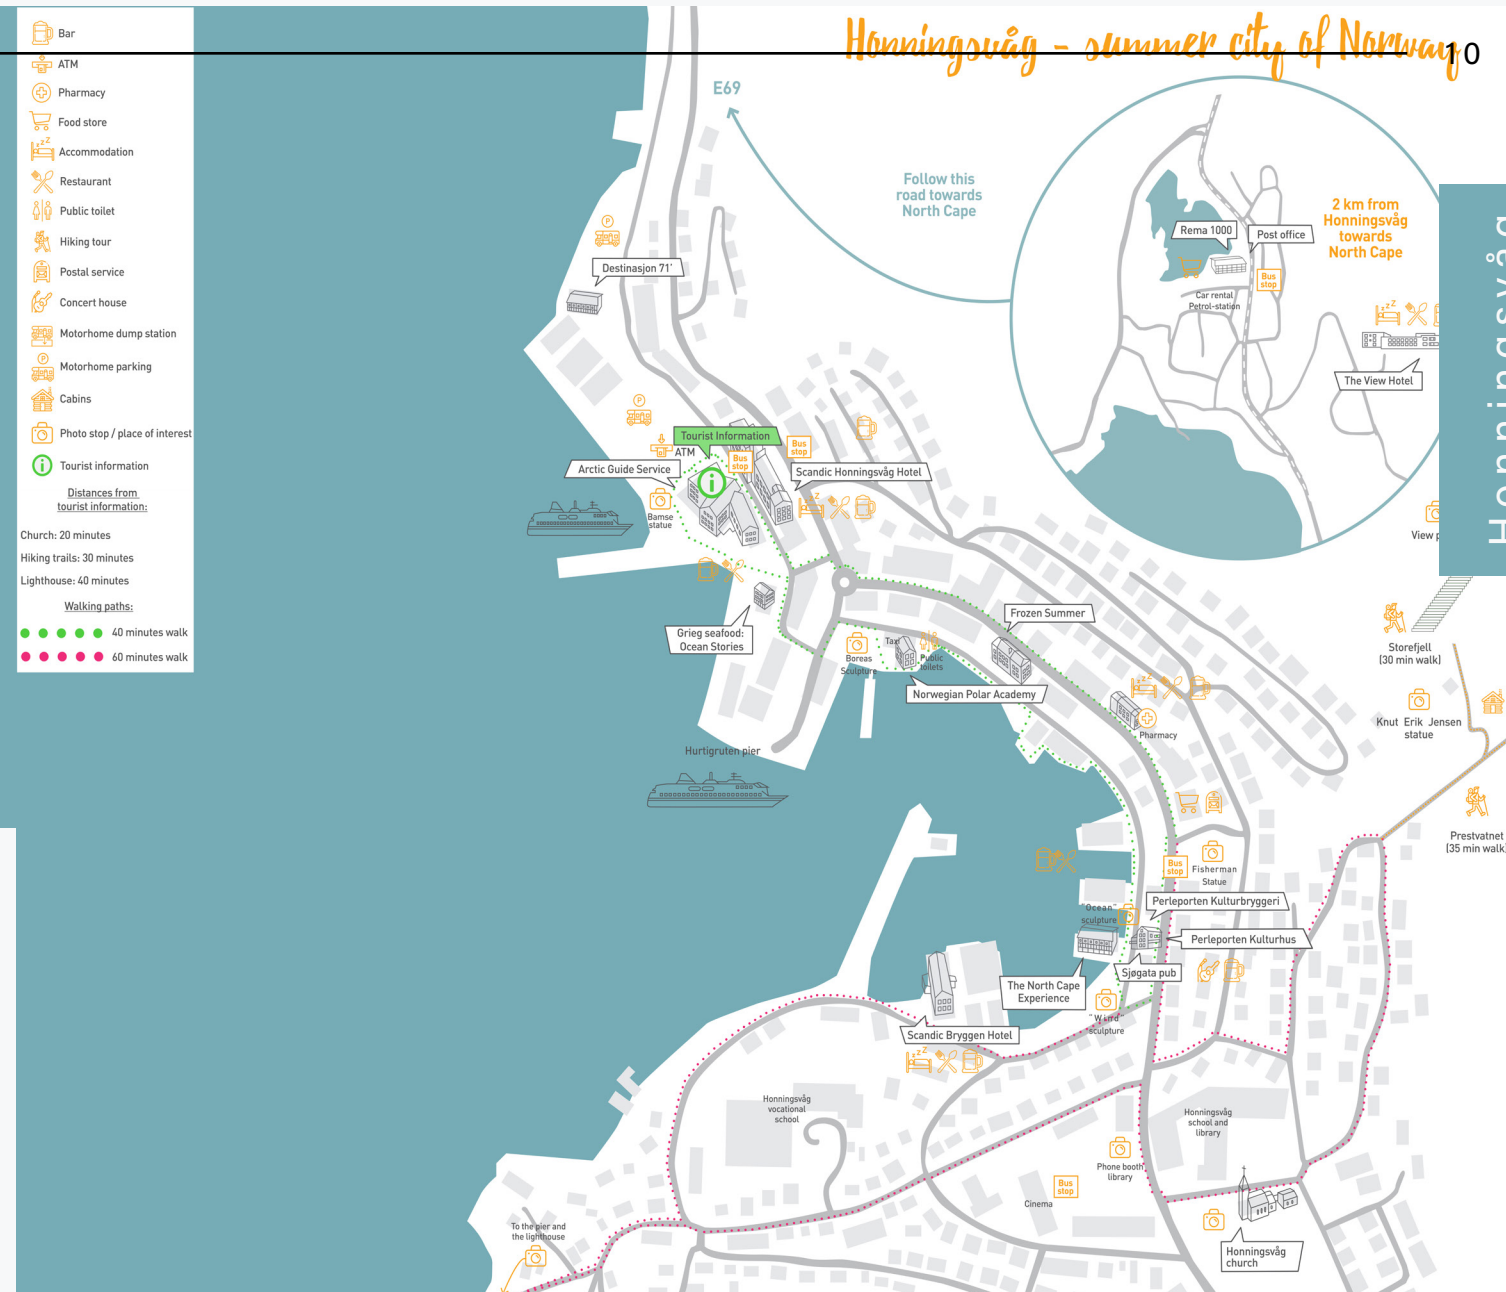 Honningsvåg - summer city of Norway
10
Honningsvåg
Bar
ATM
Pharmacy
Food store
Accommodation
Restaurant
Public toilet
Hiking tour
Postal service
Concert house
Motorhome dump station
Motorhome parking
Cabins
Photo stop / place of interest
Tourist information
Distances from
tourist information:
Church: 20 minutes
Hiking trails: 30 minutes
Lighthouse: 40 minutes
Walking paths:
40 minutes walk
60 minutes walk
E69
Follow this
road towards
North Cape
2 km from
Honningsvåg
towards
North Cape
Rema 1000
Post office
Bus
stop
Car rental
Petrol-station
The View Hotel
View
Destinasjon 71'
Tourist Information
ATM
Bus
stop
Bus
stop
Arctic Guide Service
Scandic Honningsvåg Hotel
Bamse
statue
Grieg seafood:
Ocean Stories
Boreas
Sculpture
Taxi
Public
toilets
Frozen Summer
Norwegian Polar Academy
Pharmacy
Hurtigruten pier
Storefjell
(30 min walk)
Knut Erik Jensen
statue
Prestvatnet
(35 min walk)
Bus
stop
Fisherman
Statue
"Ocean"
sculpture
Perleporten Kulturbryggeri
Perleporten Kulturhus
Sjøgata pub
The North Cape
Experience
"Wind"
sculpture
Scandic Bryggen Hotel
Honningsvåg
vocational
school
Honningsvåg
school and
library
Phone booth
library
Bus
stop
Cinema
To the pier and
the lighthouse
Honningsvåg
church